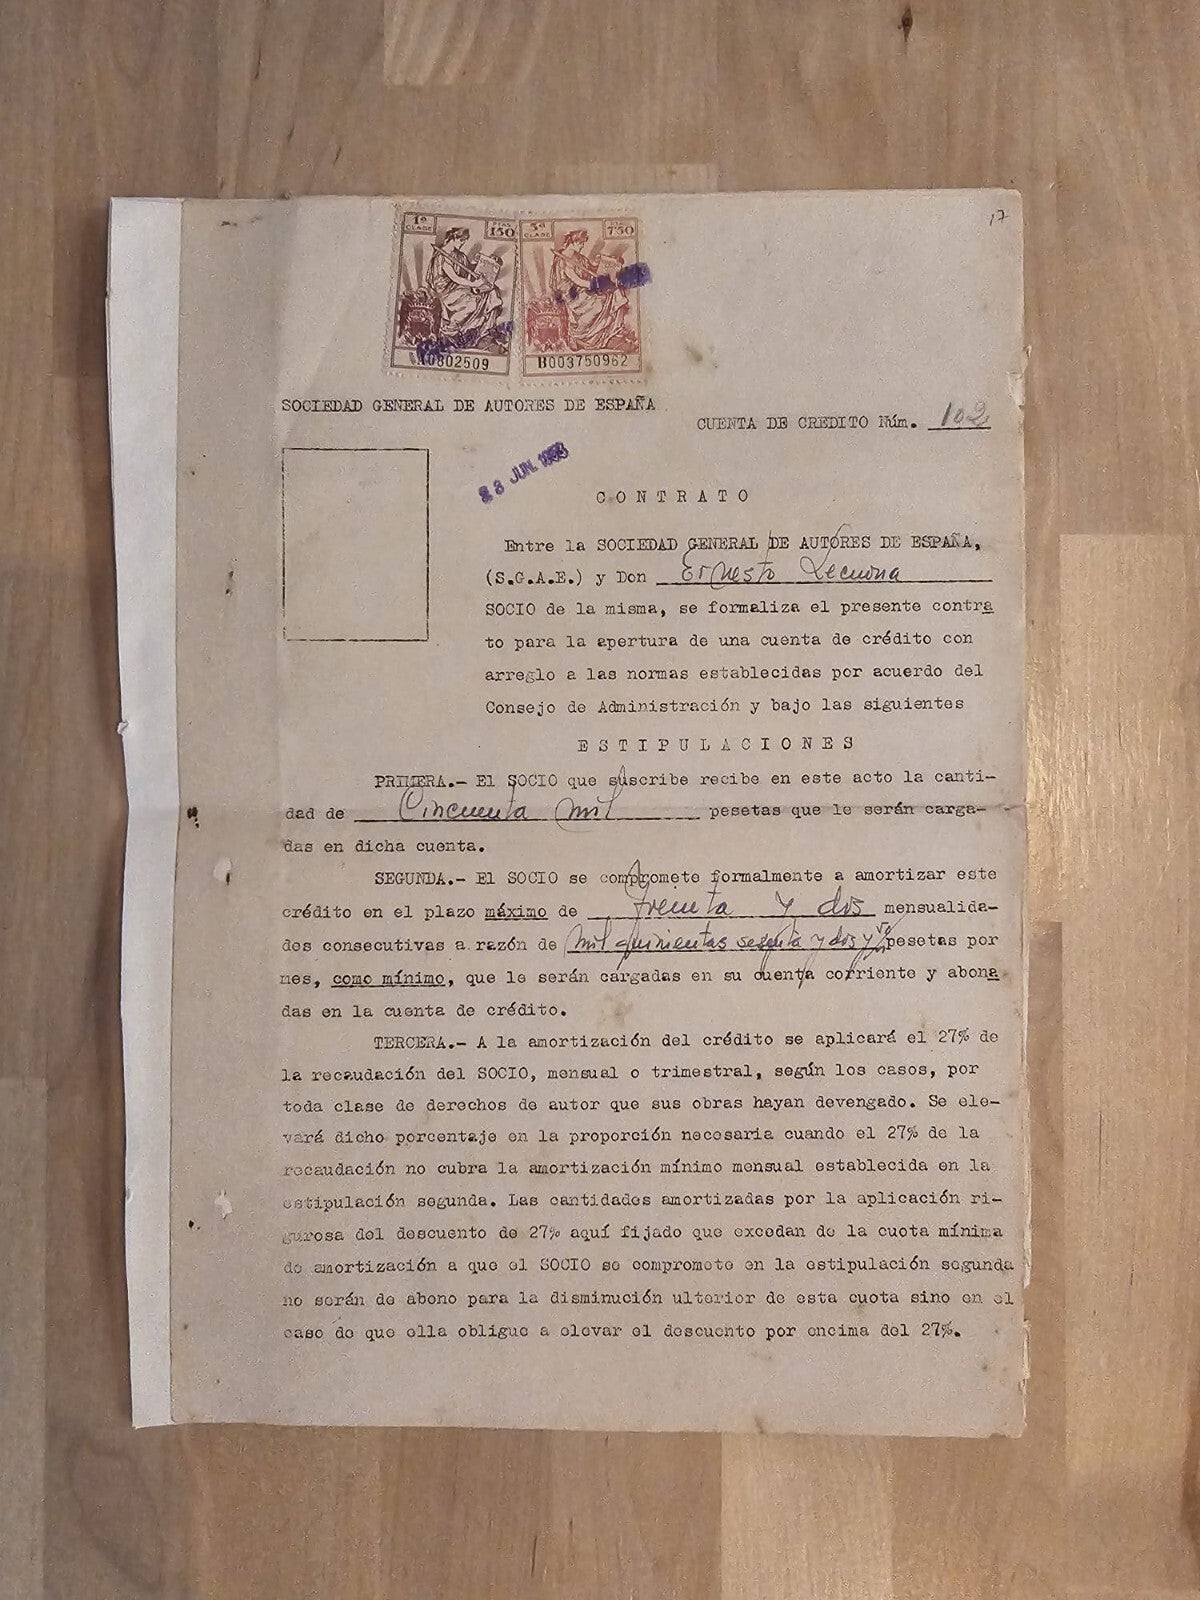 17
1ª CLASE PTAS 150
3ª CLASE PTS 7'50
A0802509
B003750962
SOCIEDAD GENERAL DE AUTORES DE ESPAÑA
CUENTA DE CREDITO Núm. 102
23 JUN. 1953
CONTRATO
Entre la SOCIEDAD GENERAL DE AUTORES DE ESPAÑA,
(S.G.A.E.) y Don Ernesto Lecuona
SOCIO de la misma, se formaliza el presente contra
to para la apertura de una cuenta de crédito con
arreglo a las normas establecidas por acuerdo del
Consejo de Administración y bajo las siguientes
ESTIPULACIONES
PRIMERA.- El SOCIO que suscribe recibe en este acto la canti-
dad de Cincuenta mil pesetas que le serán carga-
das en dicha cuenta.
SEGUNDA.- El SOCIO se compromete formalmente a amortizar este
crédito en el plazo máximo de treinta y dos mensualida-
des consecutivas a razón de mil quinientas sesenta y dos y pesetas por
mes, como mínimo, que le serán cargadas en su cuenta corriente y abona
das en la cuenta de crédito.
TERCERA.- A la amortización del crédito se aplicará el 27% de
la recaudación del SOCIO, mensual o trimestral, según los casos, por
toda clase de derechos de autor que sus obras hayan devengado. Se ele-
vará dicho porcentaje en la proporción necesaria cuando el 27% de la
recaudación no cubra la amortización mínimo mensual establecida en la
estipulación segunda. Las cantidades amortizadas por la aplicación ri-
gurosa del descuento de 27% aquí fijado que excedan de la cuota mínima
de amortización a que el SOCIO se compromete en la estipulación segunda
no serán de abono para la disminución ulterior de esta cuota sino en el
caso de que ella obligue a elevar el descuento por encima del 27%.